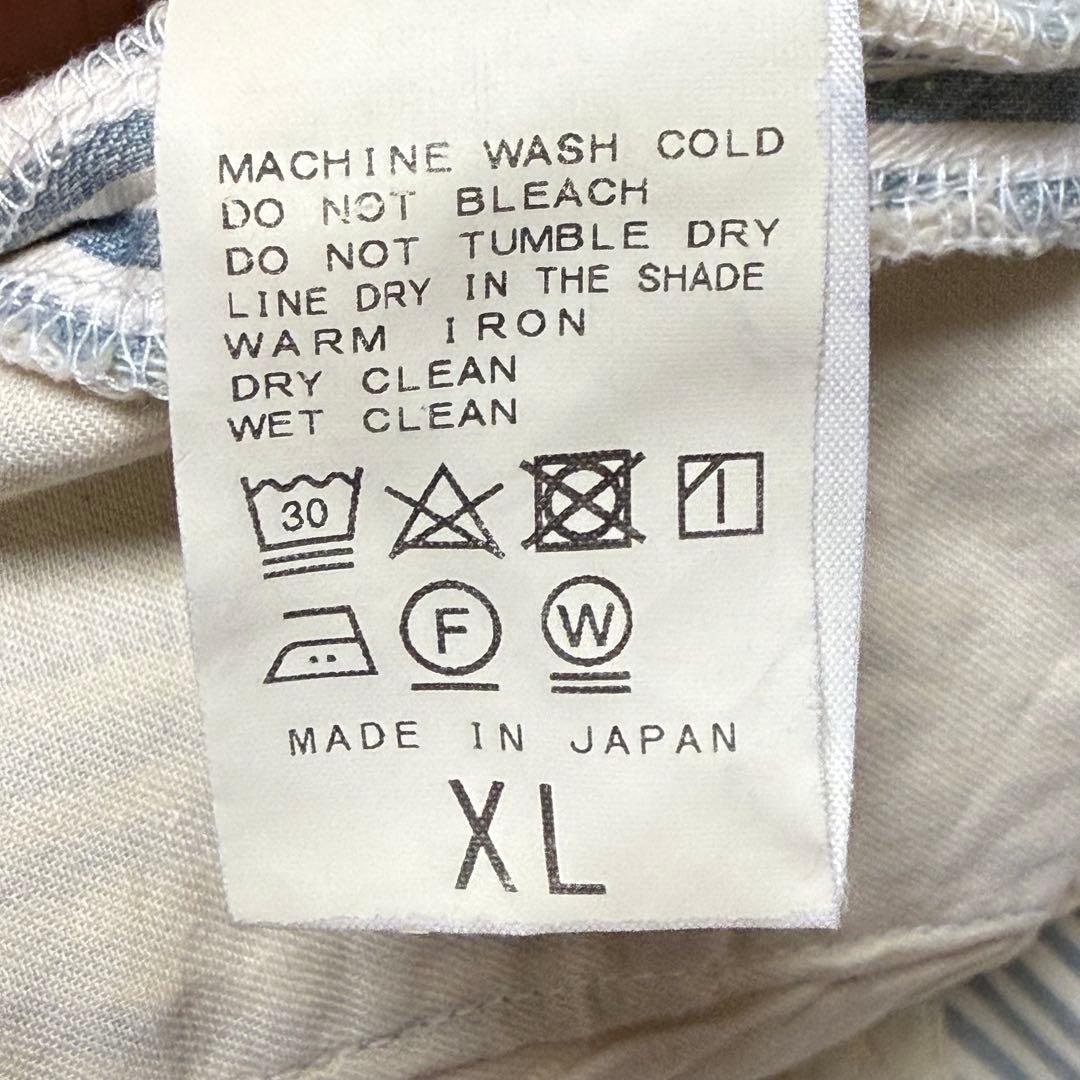 MACHINE WASH COLD
DO NOT BLEACH
DO NOT TUMBLE DRY
LINE DRY IN THE SHADE
WARM IRON
DRY CLEAN
WET CLEAN
30
F W
MADE IN JAPAN
XL